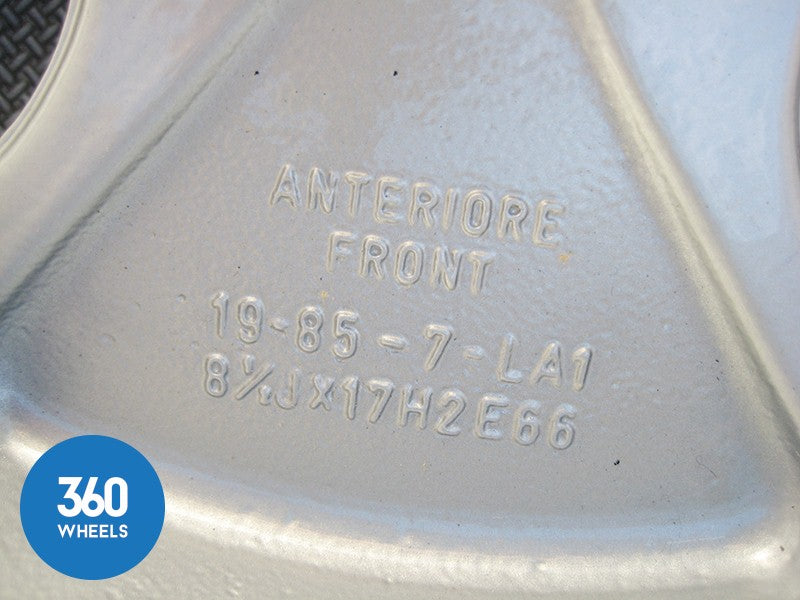 ANTERIORE
FRONT
19-85-7-LA1
8½JX17H2E66
360
WHEELS